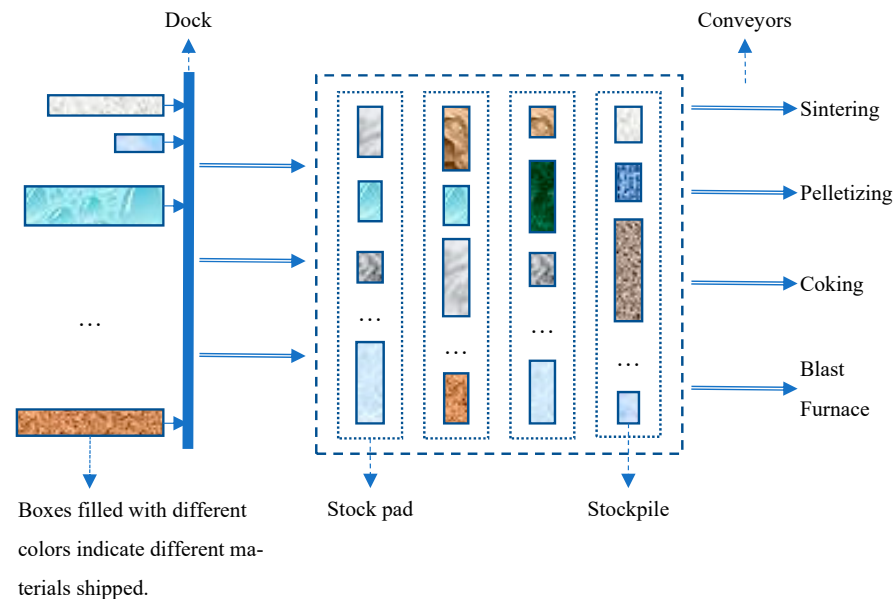 Dock
Conveyors
Sintering
Pelletizing
Coking
Blast
Furnace
…
…
…
…
…
Boxes filled with different
colors indicate different ma-
terials shipped.
Stock pad
Stockpile